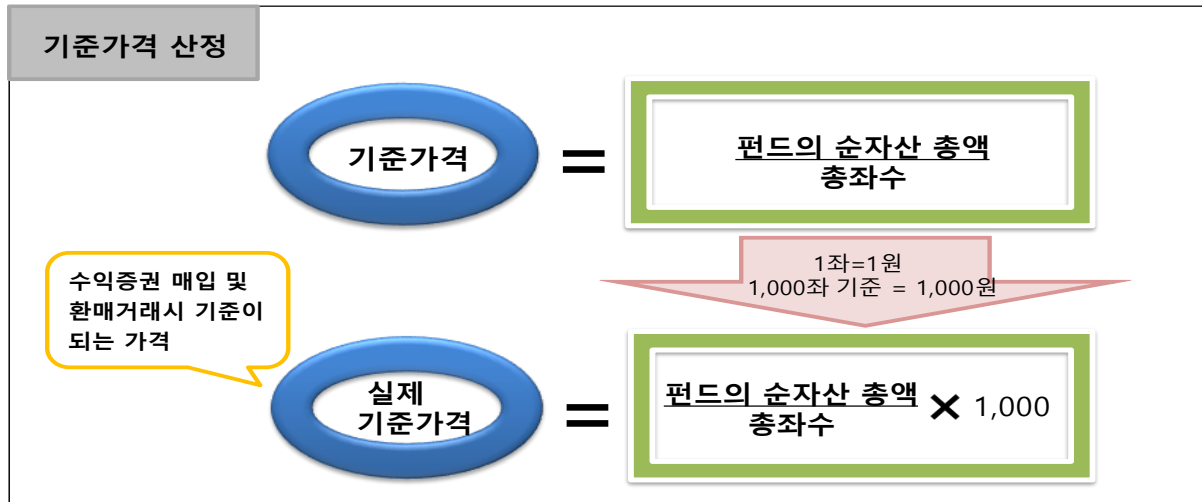 기준가격 산정
기준가격
=
펀드의 순자산 총액
총좌수
1좌=1원
1,000좌 기준 = 1,000원
수익증권 매입 및
환매거래시 기준이
되는 가격
실제
기준가격
=
펀드의 순자산 총액
총좌수
× 1,000